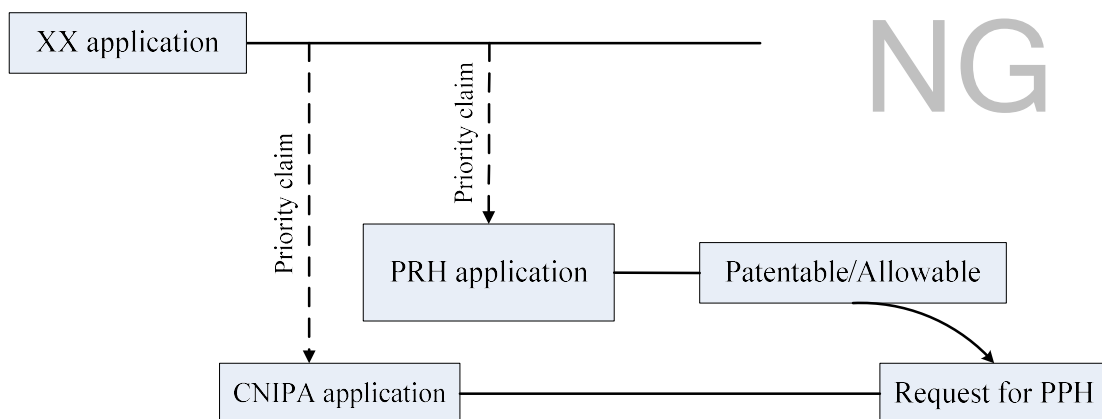 XX application
NG
Priority claim
Priority claim
PRH application
Patentable/Allowable
CNIPA application
Request for PPH